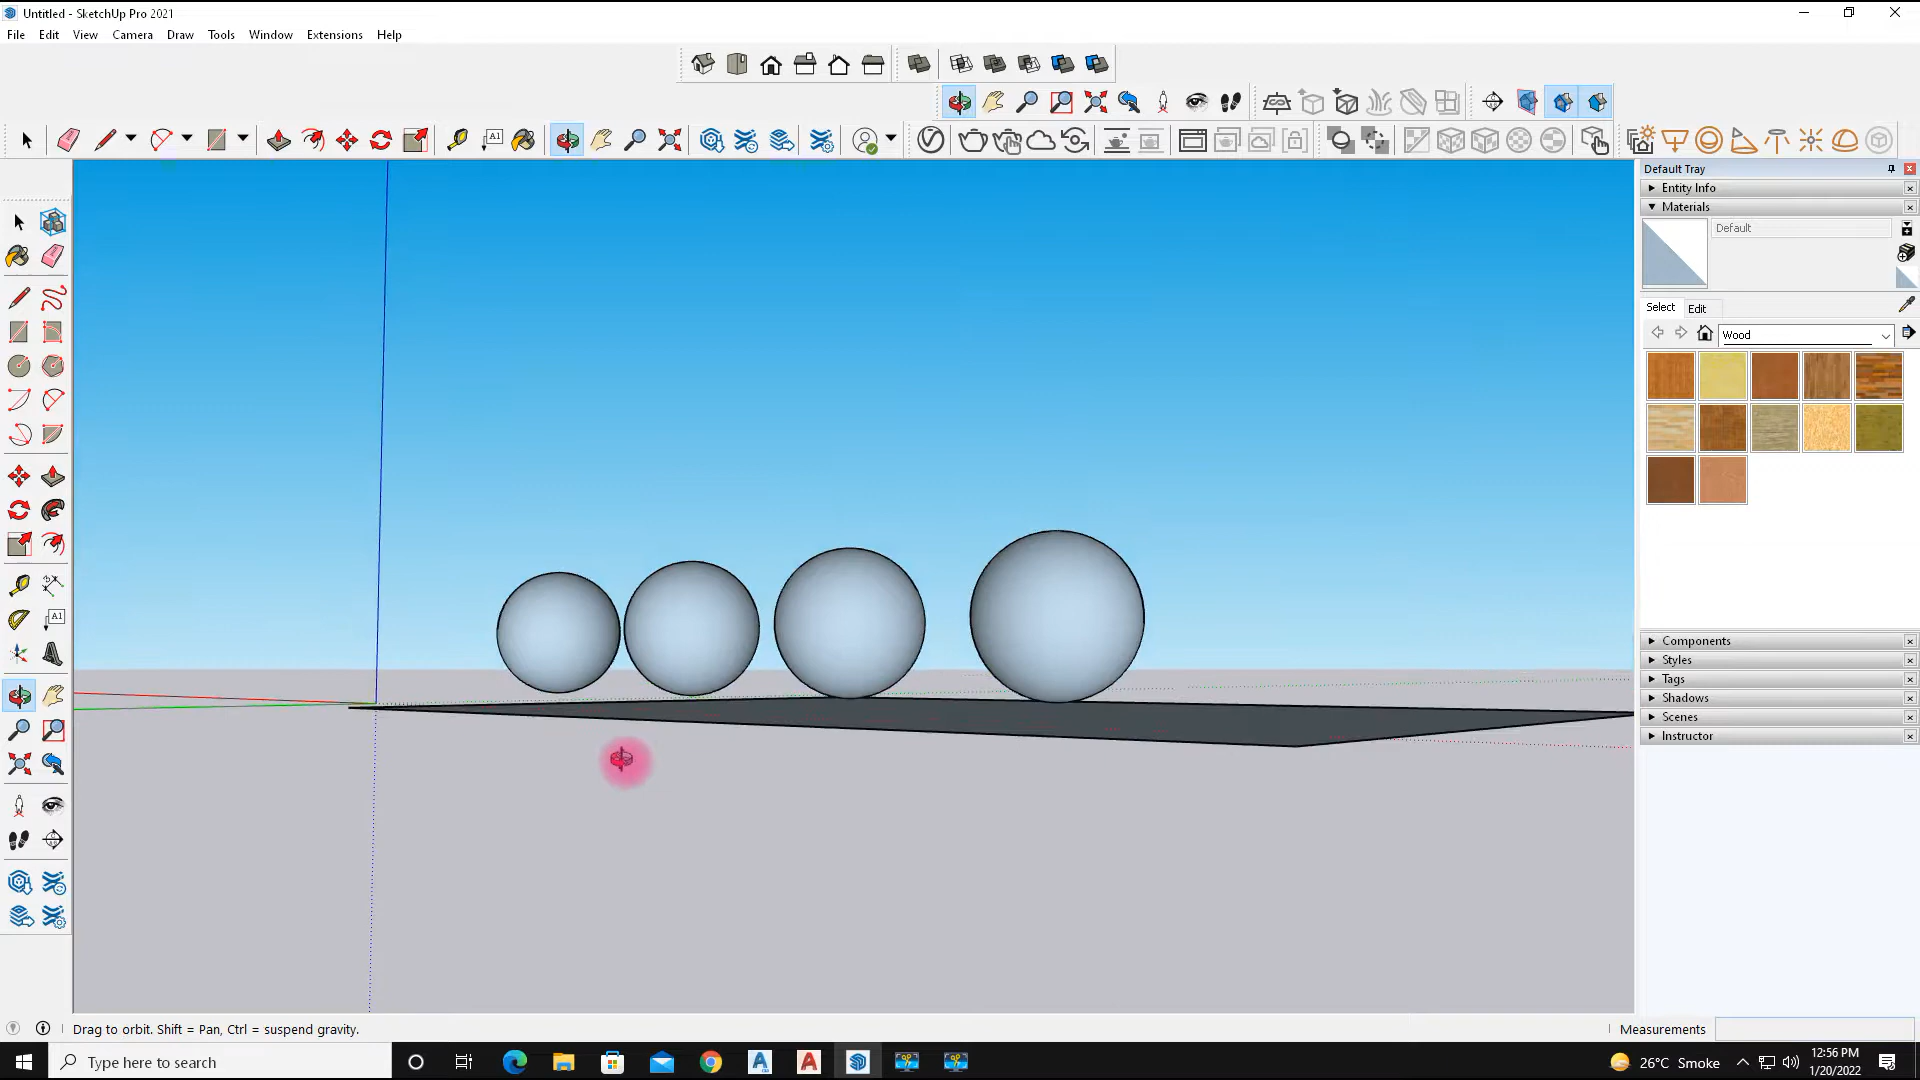 Untitled - SketchUp Pro 2021
File Edit View Camera Draw Tools Window Extensions Help
A1
Default Tray
Entity Info
Materials
Default
Select Edit
Wood
A1
Components
Styles
Tags
Shadows
Scenes
Instructor
Drag to orbit. Shift = Pan, Ctrl = suspend gravity.
Measurements
Type here to search
26°C Smoke
12:56 PM
1/20/2022